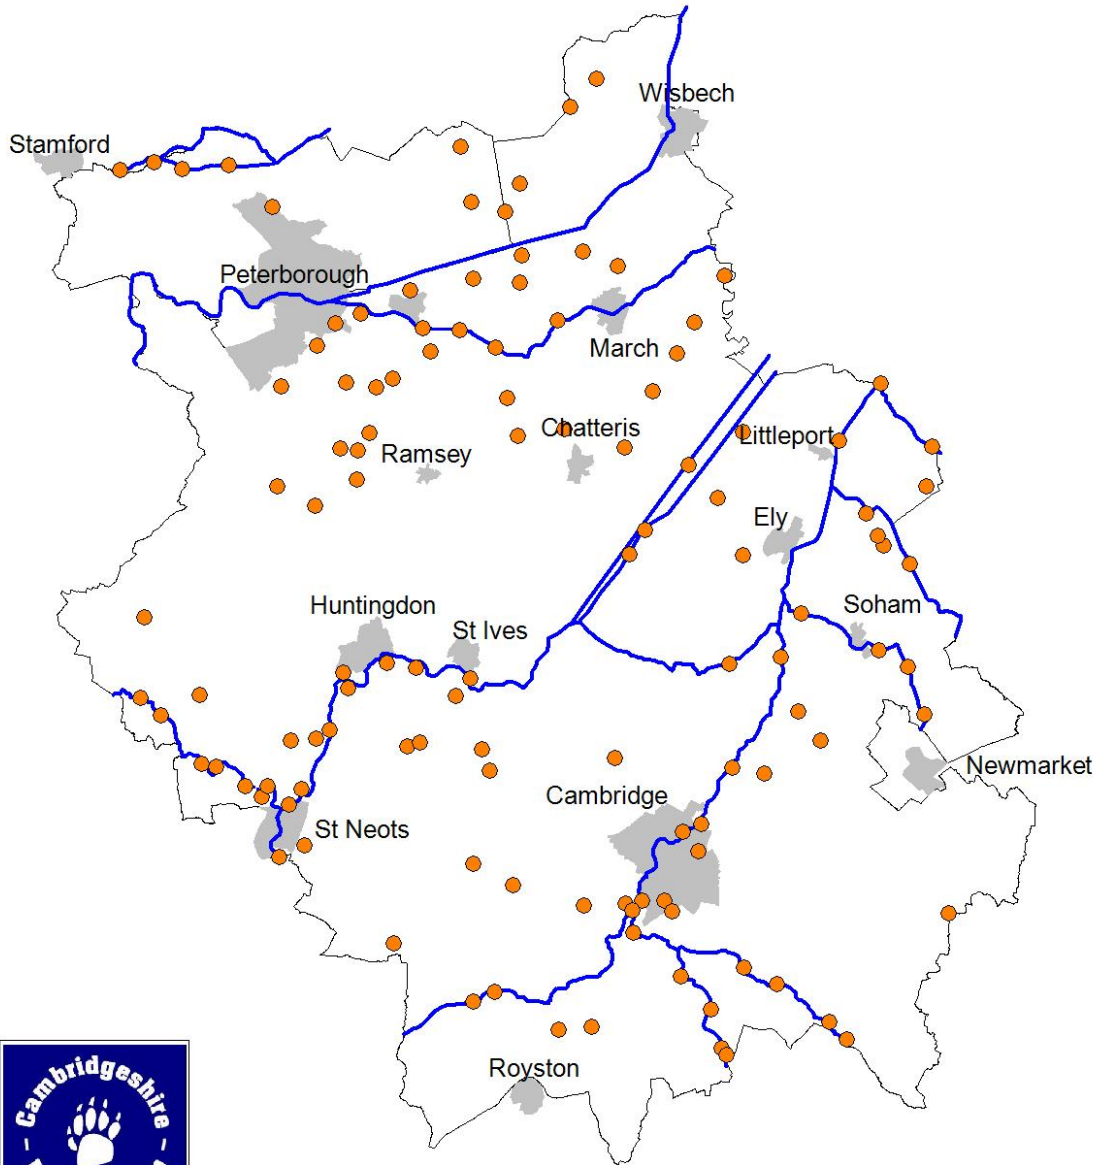 Wisbech
Stamford
Peterborough
March
Chatteris
Littleport
Ramsey
Ely
Huntingdon
Soham
St Ives
Newmarket
Cambridge
St Neots
Royston
Cambridgeshire